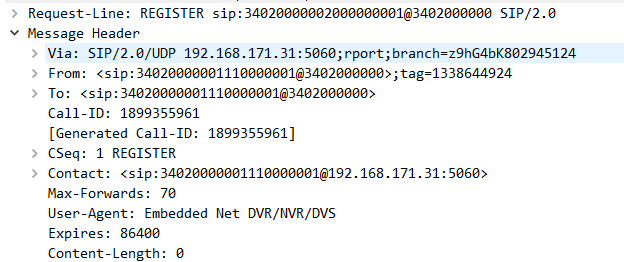 Request-Line: REGISTER sip:34020000002000000001@3402000000 SIP/2.0
Message Header
Via: SIP/2.0/UDP 192.168.171.31:5060;rport;branch=z9hG4bK802945124
From: <sip:34020000001110000001@3402000000>;tag=1338644924
To: <sip:34020000001110000001@3402000000>
Call-ID: 1899355961
[Generated Call-ID: 1899355961]
CSeq: 1 REGISTER
Contact: <sip:34020000001110000001@192.168.171.31:5060>
Max-Forwards: 70
User-Agent: Embedded Net DVR/NVR/DVS
Expires: 86400
Content-Length: 0